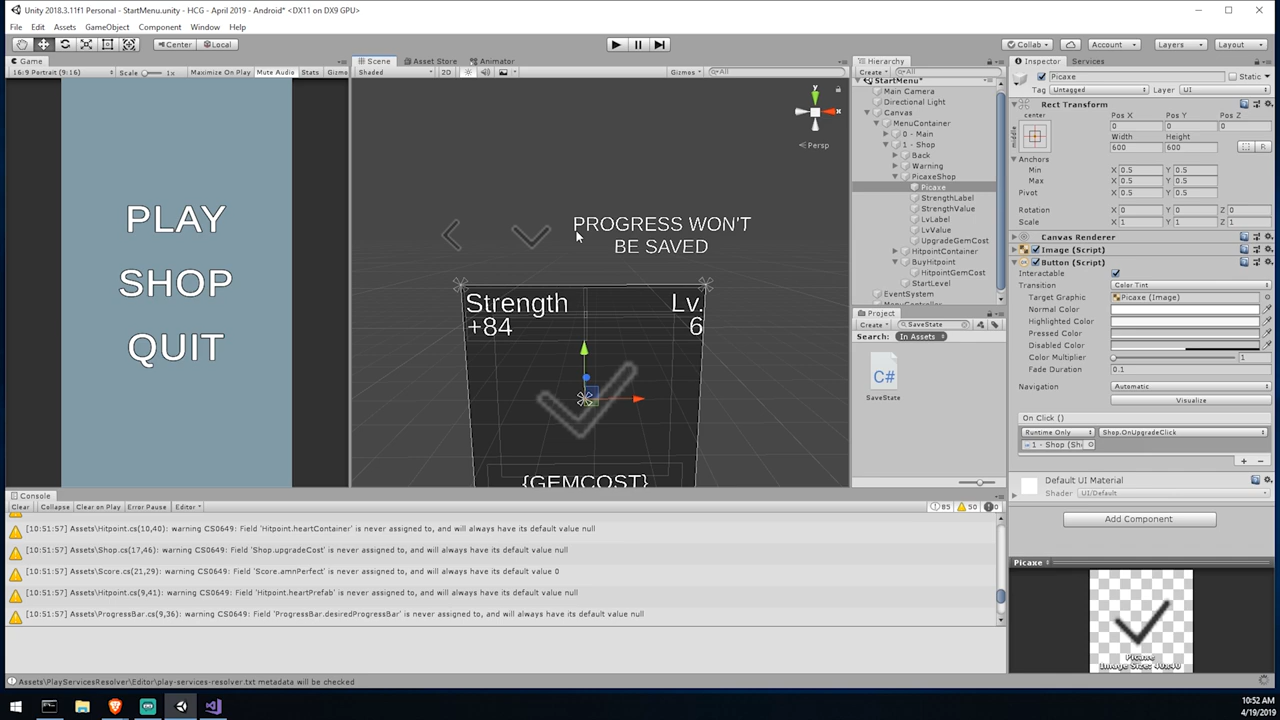 Unity 2018.3.11f1 Personal - StartMenu.unity - HCG - April 2019 - Android* <DX11 on DX9 GPU>
File Edit Assets GameObject Component Window Help
Center Local Collab Account Layers Layout
Game Scene Asset Store Animator Hierarchy Inspector Services
16:9 Portrait (9:16) Scale 1x Maximize On Play Mute Audio Stats Gizmos
Shaded 2D Gizmos All
Create All
StartMenu*
Main Camera
Directional Light
Canvas
MenuContainer
0 - Main
1 - Shop
Back
Warning
PicaxeShop
Picaxe
StrengthLabel
StrengthValue
LvLabel
LvValue
UpgradeGemCost
HitpointContainer
BuyHitpoint
HitpointGemCost
StartLevel
EventSystem
PLAY
SHOP
QUIT
y
x
Persp
PROGRESS WON'T
BE SAVED
Strength Lv.
+84 6
{GEMCOST}
Project
Create SaveState
Search: In Assets
C#
SaveState
Picaxe Static
Tag Untagged Layer UI
Rect Transform
center Pos X Pos Y Pos Z
middle 0 0 0
Width Height
600 600
R
Anchors
Min X 0.5 Y 0.5
Max X 0.5 Y 0.5
Pivot X 0.5 Y 0.5
Rotation X 0 Y 0 Z 0
Scale X 1 Y 1 Z 1
Canvas Renderer
Image (Script)
Button (Script)
Interactable
Transition Color Tint
Target Graphic Picaxe (Image)
Normal Color
Highlighted Color
Pressed Color
Disabled Color
Color Multiplier 1
Fade Duration 0.1
Navigation Automatic
Visualize
On Click ()
Runtime Only Shop.OnUpgradeClick
1 - Shop (Sh
Default UI Material
Shader UI/Default
Add Component
Picaxe
Picaxe
Image Size: 40x40
Console
Clear Collapse Clear on Play Error Pause Editor 85 50 0
[10:51:57] Assets\Hitpoint.cs(10,40): warning CS0649: Field 'Hitpoint.heartContainer' is never assigned to, and will always have its default value null
[10:51:57] Assets\Shop.cs(17,46): warning CS0649: Field 'Shop.upgradeCost' is never assigned to, and will always have its default value null
[10:51:57] Assets\Score.cs(21,29): warning CS0649: Field 'Score.amnPerfect' is never assigned to, and will always have its default value 0
[10:51:57] Assets\Hitpoint.cs(9,41): warning CS0649: Field 'Hitpoint.heartPrefab' is never assigned to, and will always have its default value null
[10:51:57] Assets\ProgressBar.cs(9,36): warning CS0649: Field 'ProgressBar.desiredProgressBar' is never assigned to, and will always have its default value null
Assets\PlayServicesResolver\Editor\play-services-resolver.txt metadata will be checked
10:52 AM
4/19/2019